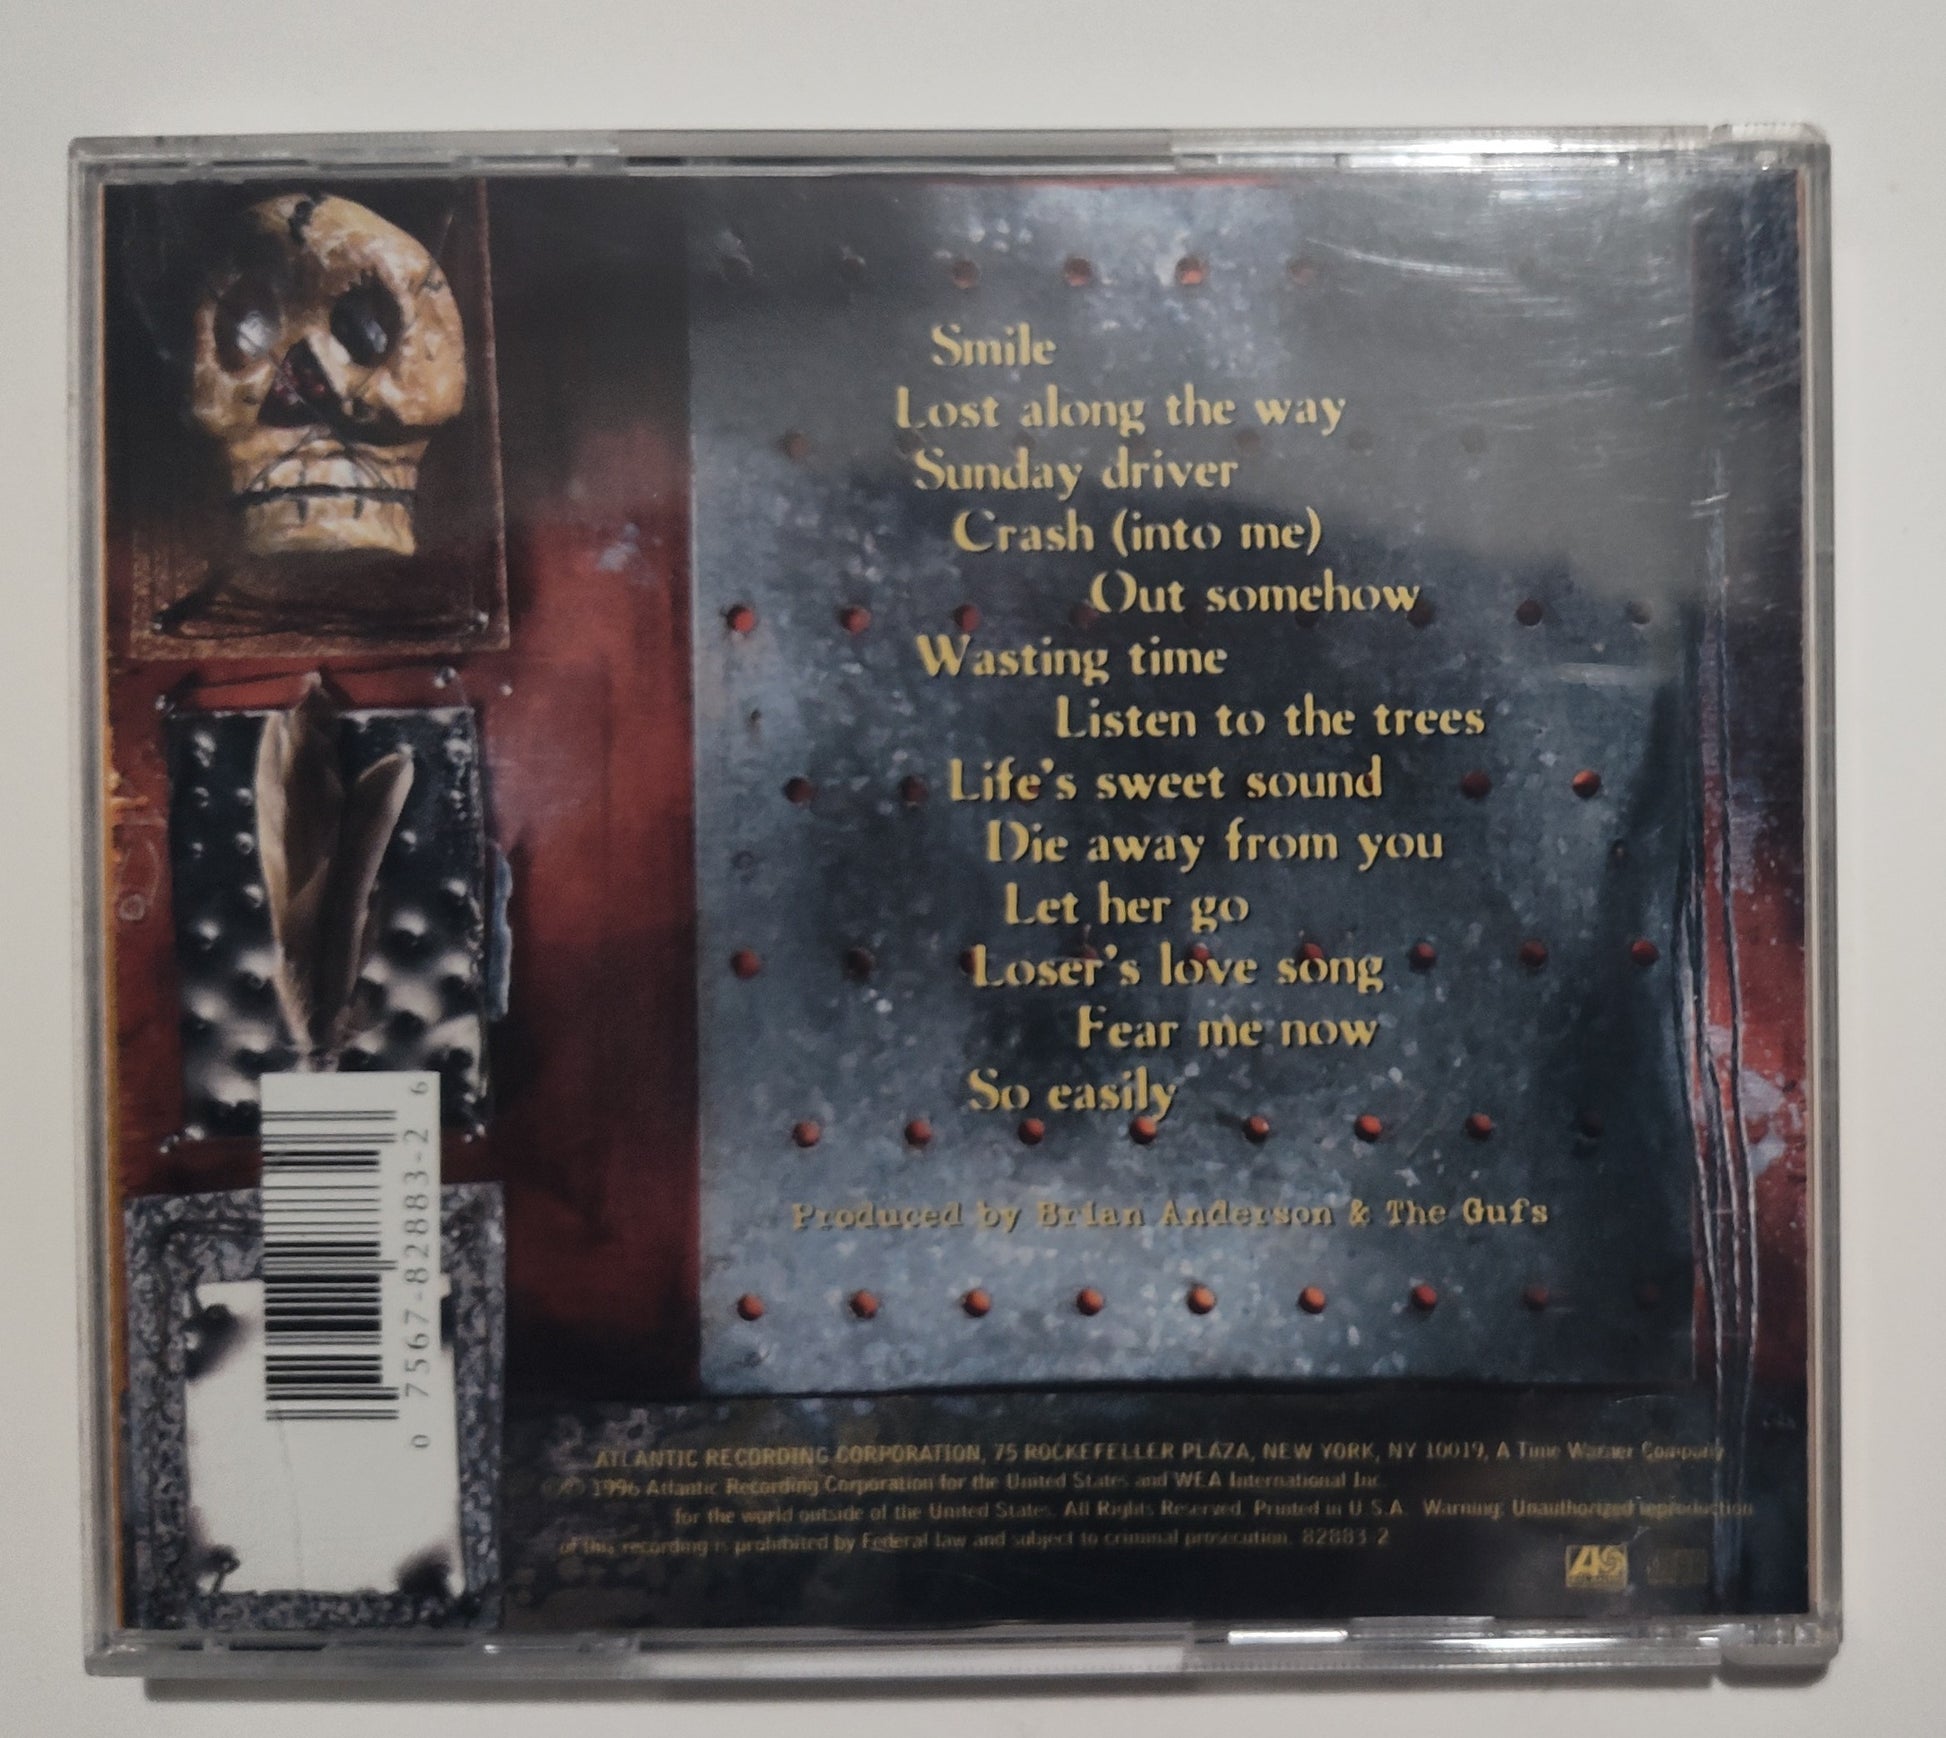 Smile
Lost along the way
Sunday driver
Crash (into me)
Out somehow
Wasting time
Listen to the trees
Life's sweet sound
Die away from you
Let her go
Loser's love song
Fear me now
So easily
Produced by Brian Anderson & The Gufs
0 7567-82883-2 6
ATLANTIC RECORDING CORPORATION, 75 ROCKEFELLER PLAZA, NEW YORK, NY 10019, A Time Warner Company
1996 Atlantic Recording Corporation for the United States and WEA International Inc.
for the world outside of the United States. All Rights Reserved. Printed in U.S.A. Warning: Unauthorized reproduction
of this recording is prohibited by Federal law and subject to criminal prosecution. 82883-2